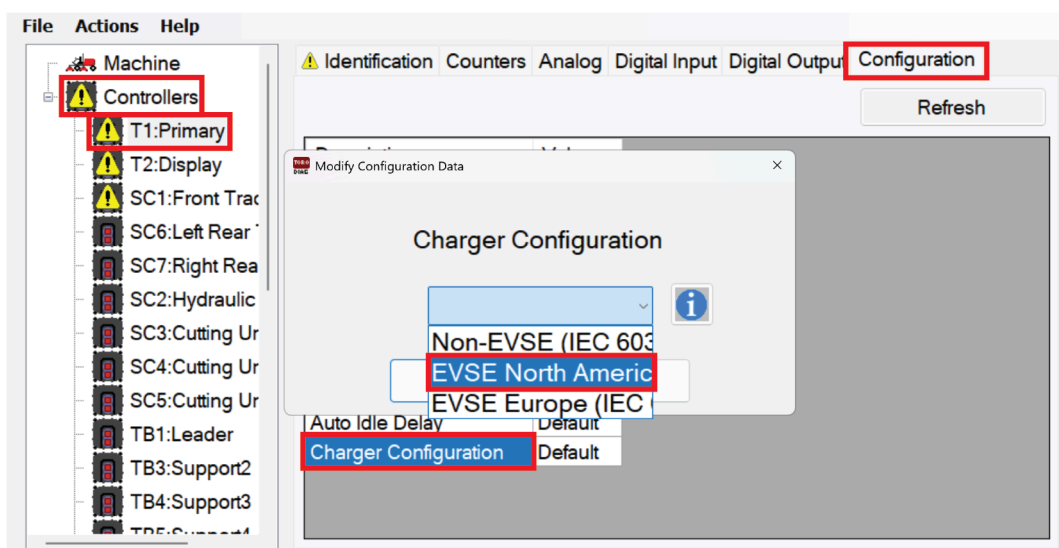 File Actions Help
Machine
Controllers
T1:Primary
T2:Display
SC1:Front Trac
SC6:Left Rear
SC7:Right Rea
SC2:Hydraulic
SC3:Cutting Ur
SC4:Cutting Ur
SC5:Cutting Ur
TB1:Leader
TB3:Support2
TB4:Support3
Identification Counters Analog Digital Input Digital Output Configuration
Refresh
TORO DIAG Modify Configuration Data
Charger Configuration
Non-EVSE (IEC 603
EVSE North Americ
EVSE Europe (IEC
Auto Idle Delay Default
Charger Configuration Default